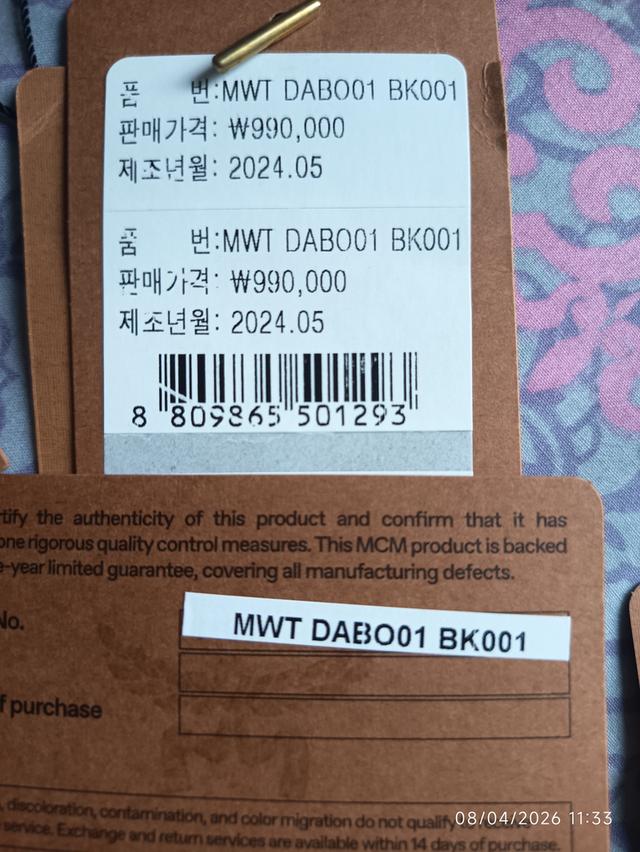 품 번:MWT DABO01 BK001
판매가격: ₩990,000
제조년월: 2024.05
품 번:MWT DABO01 BK001
판매가격: ₩990,000
제조년월: 2024.05
8 809865 501293
rtify the authenticity of this product and confirm that it has
one rigorous quality control measures. This MCM product is backed
e-year limited guarantee, covering all manufacturing defects.
No.
MWT DABO01 BK001
f purchase
, discoloration, contamination, and color migration do not qualify
service. Exchange and return services are available within 14 days of purchase.
08/04/2026 11:33